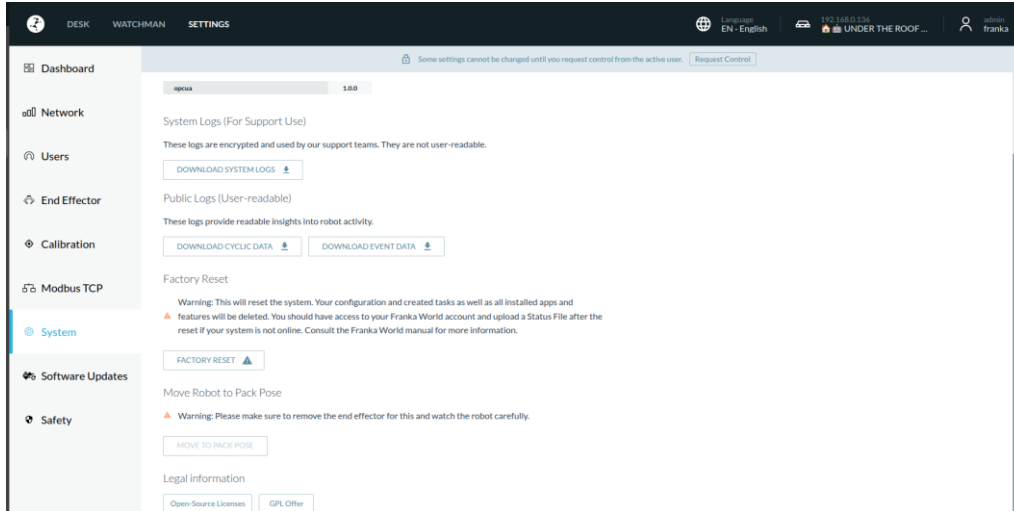 DESK WATCHMAN SETTINGS
Language
EN - English
192.168.0.136
🏠🤖 UNDER THE ROOF ...
admin
franka
Some settings cannot be changed until you request control from the active user. Request Control
Dashboard
Network
Users
End Effector
Calibration
Modbus TCP
System
Software Updates
Safety
opcua 1.0.0
System Logs (For Support Use)
These logs are encrypted and used by our support teams. They are not user-readable.
DOWNLOAD SYSTEM LOGS
Public Logs (User-readable)
These logs provide readable insights into robot activity.
DOWNLOAD CYCLIC DATA DOWNLOAD EVENT DATA
Factory Reset
Warning: This will reset the system. Your configuration and created tasks as well as all installed apps and
features will be deleted. You should have access to your Franka World account and upload a Status File after the
reset if your system is not online. Consult the Franka World manual for more information.
FACTORY RESET
Move Robot to Pack Pose
Warning: Please make sure to remove the end effector for this and watch the robot carefully.
MOVE TO PACK POSE
Legal information
Open-Source Licenses GPL Offer